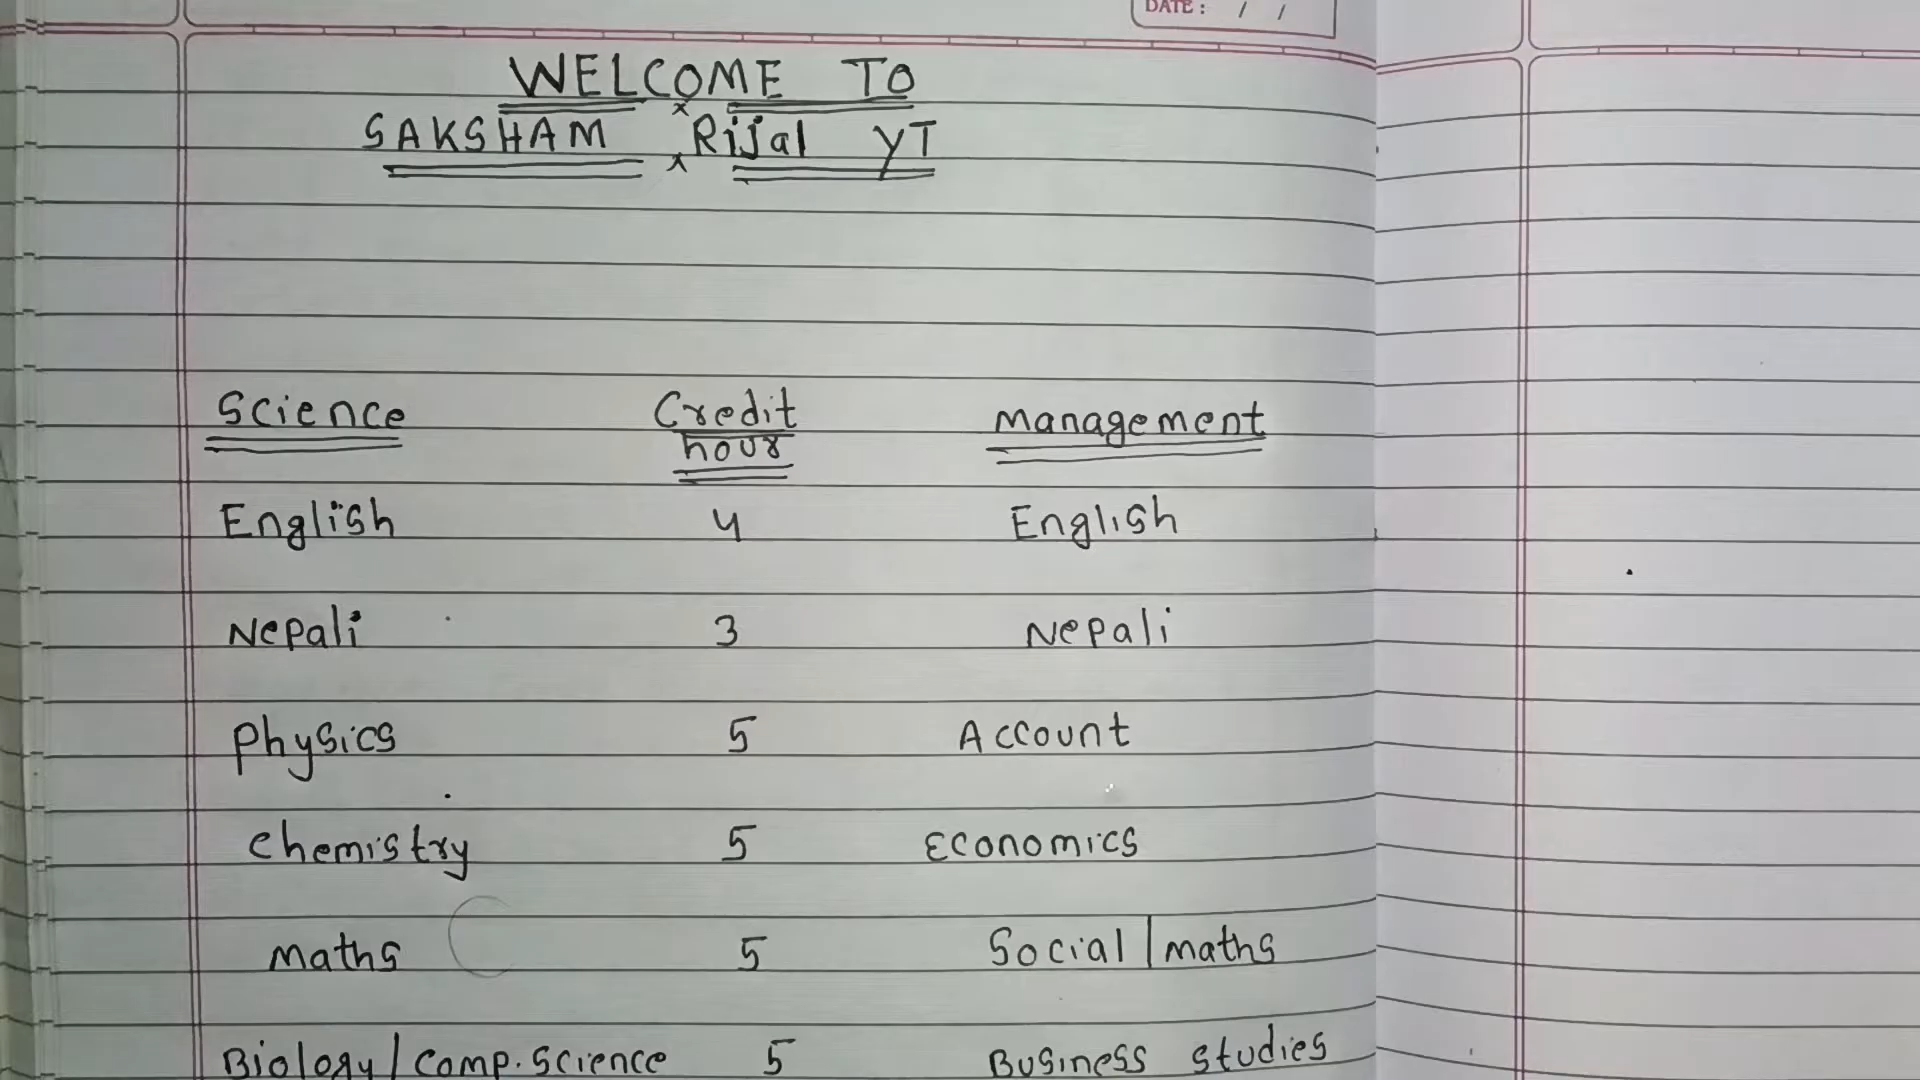 DATE: / /
WELCOME TO
SAKSHAM Rijal YT
Science Credit hour Management
English 4 English
Nepali 3 Nepali
Physics 5 Account
chemistry 5 Economics
Maths 5 Social | maths
Biology / comp. science 5 Business studies